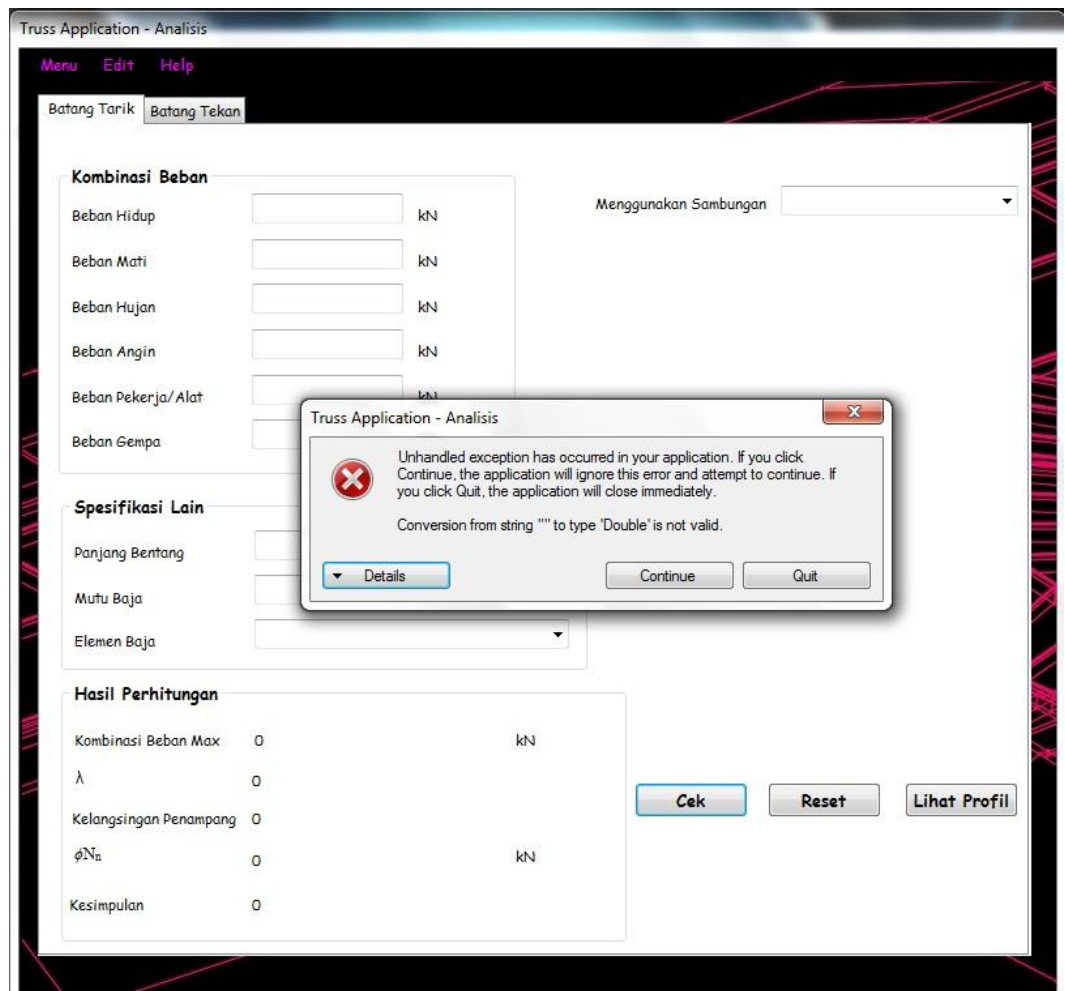 Truss Application - Analisis
Menu Edit Help
Batang Tarik Batang Tekan
Kombinasi Beban
Beban Hidup kN
Menggunakan Sambungan
Beban Mati kN
Beban Hujan kN
Beban Angin kN
Beban Pekerja/Alat kN
Beban Gempa
Truss Application - Analisis
Unhandled exception has occurred in your application. If you click
Continue, the application will ignore this error and attempt to continue. If
you click Quit, the application will close immediately.
Conversion from string "" to type 'Double' is not valid.
Details Continue Quit
Spesifikasi Lain
Panjang Bentang
Mutu Baja
Elemen Baja
Hasil Perhitungan
Kombinasi Beban Max 0 kN
λ 0
Kelangsingan Penampang 0
ϕNn 0 kN
Kesimpulan 0
Cek Reset Lihat Profil